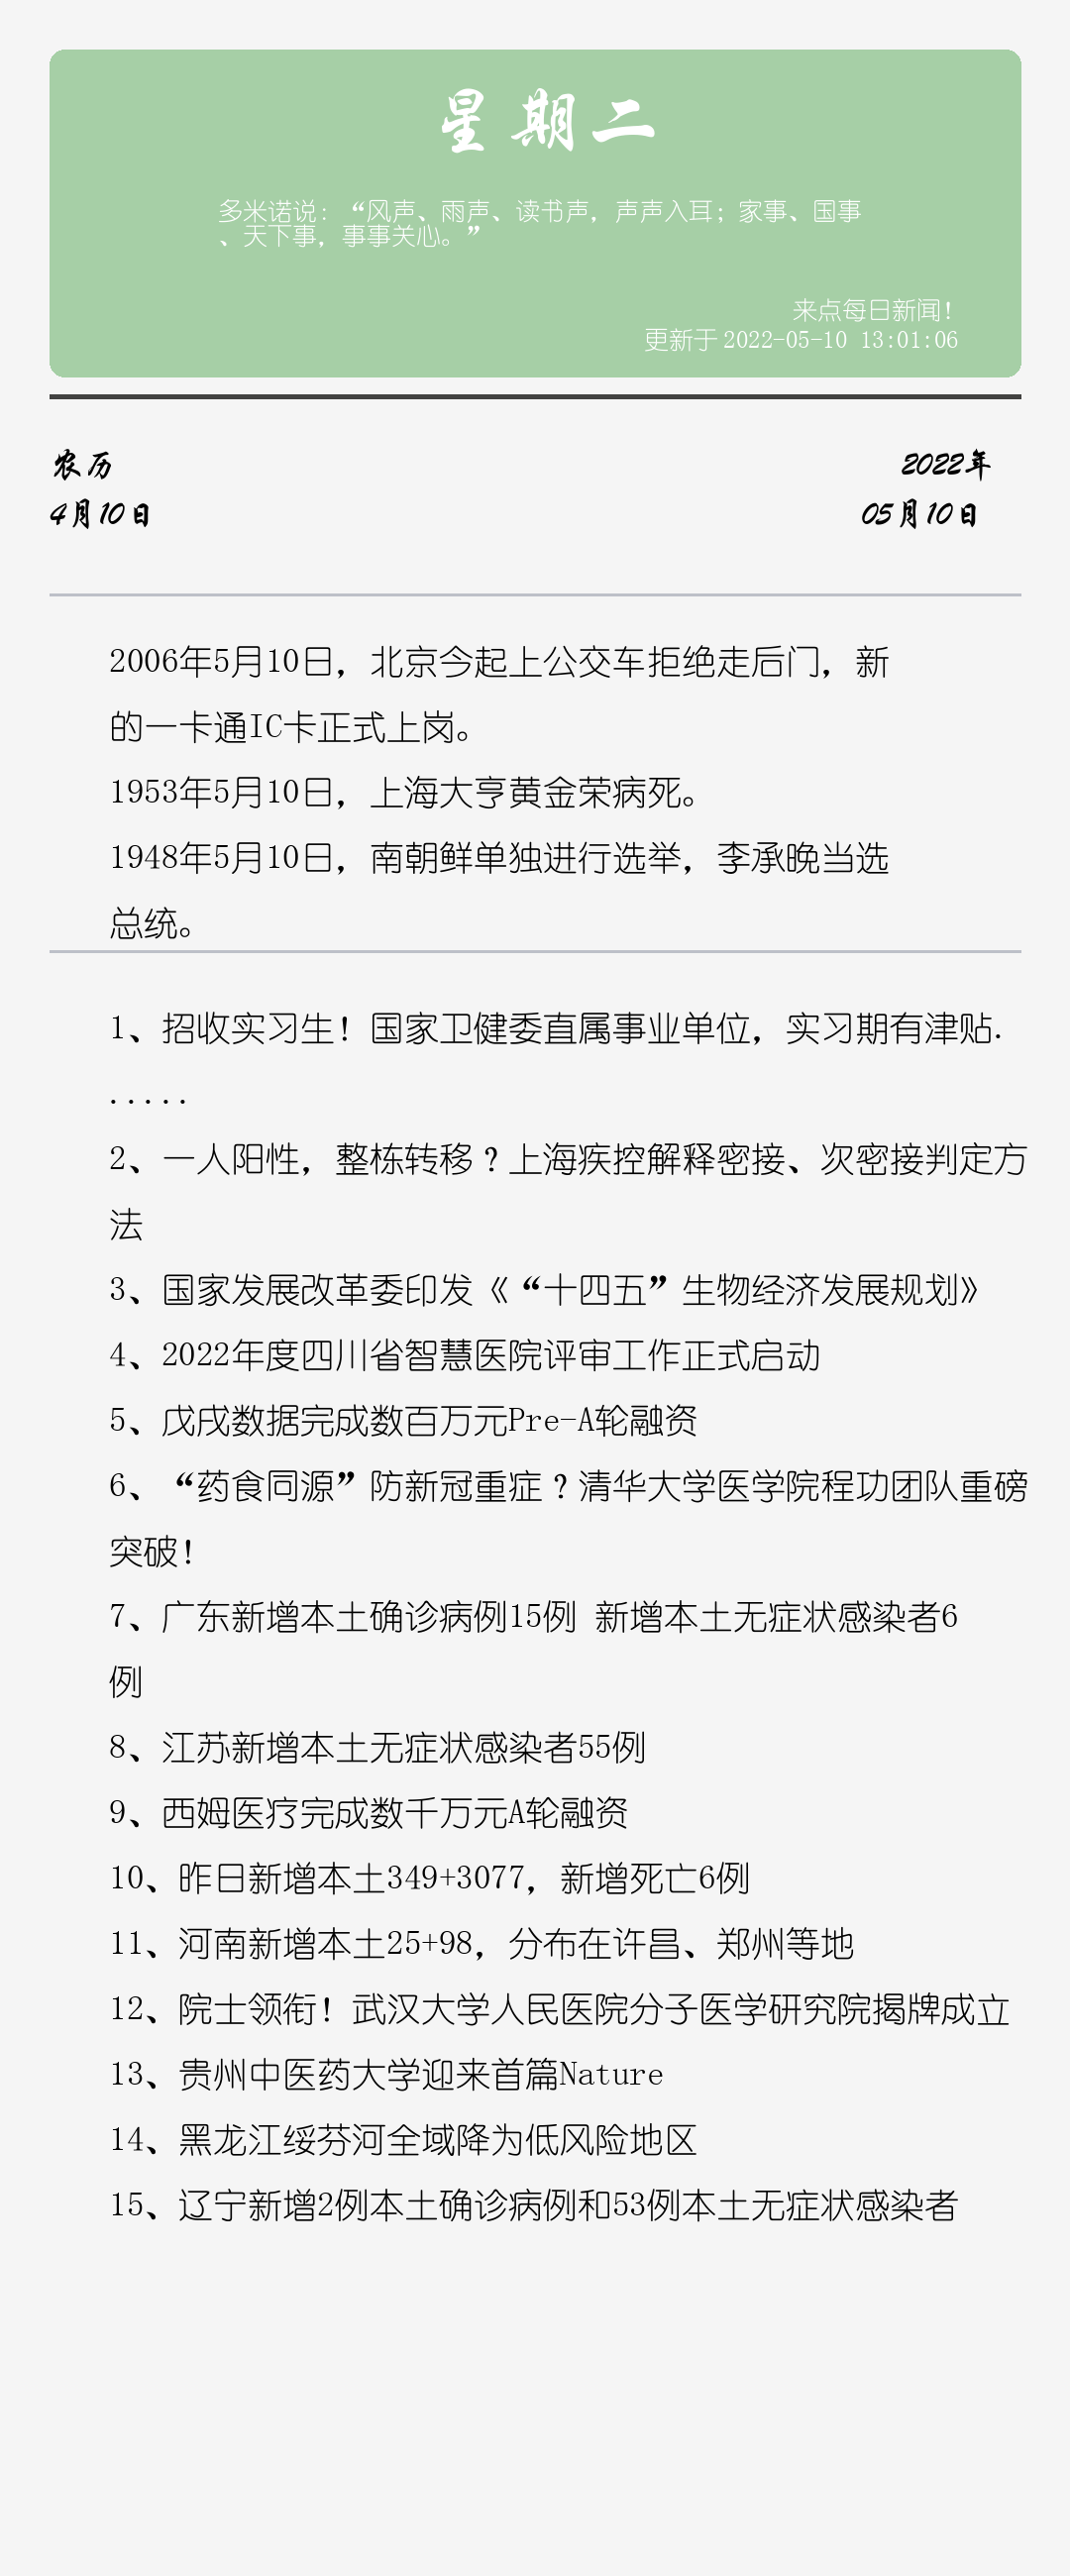 星期二
多米诺说：“风声、雨声、读书声，声声入耳；家事、国事
、天下事，事事关心。”
来点每日新闻！
更新于2022-05-10 13:01:06
农历
2022年
4月10日
05月10日
2006年5月10日，北京今起上公交车拒绝走后门，新
的一卡通IC卡正式上岗。
1953年5月10日，上海大亨黄金荣病死。
1948年5月10日，南朝鲜单独进行选举，李承晚当选
总统。
1、招收实习生！国家卫健委直属事业单位，实习期有津贴.
.....
2、一人阳性，整栋转移？上海疾控解释密接、次密接判定方
法
3、国家发展改革委印发《“十四五”生物经济发展规划》
4、2022年度四川省智慧医院评审工作正式启动
5、戊戌数据完成数百万元Pre-A轮融资
6、“药食同源”防新冠重症？清华大学医学院程功团队重磅
突破！
7、广东新增本土确诊病例15例 新增本土无症状感染者6
例
8、江苏新增本土无症状感染者55例
9、西姆医疗完成数千万元A轮融资
10、昨日新增本土349+3077，新增死亡6例
11、河南新增本土25+98，分布在许昌、郑州等地
12、院士领衔！武汉大学人民医院分子医学研究院揭牌成立
13、贵州中医药大学迎来首篇Nature
14、黑龙江绥芬河全域降为低风险地区
15、辽宁新增2例本土确诊病例和53例本土无症状感染者